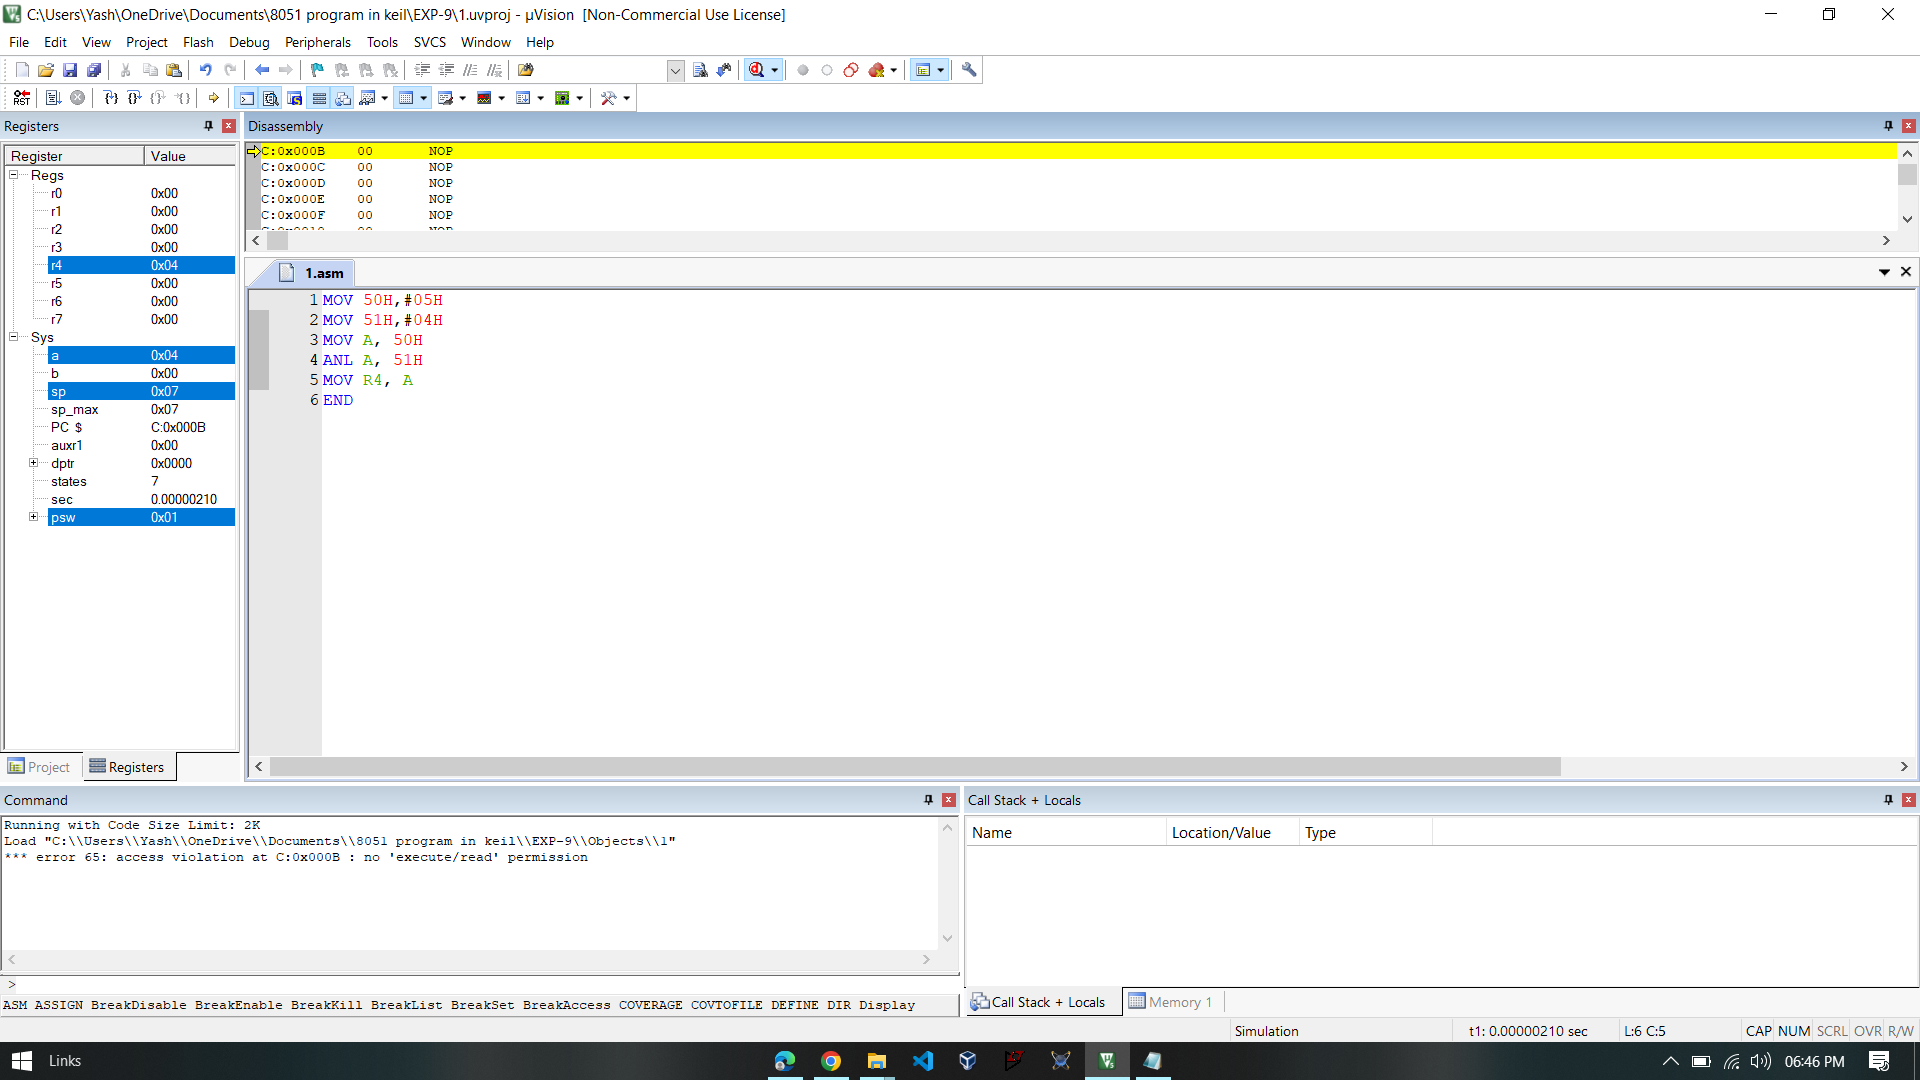 C:\Users\Yash\OneDrive\Documents\8051 program in keil\EXP-9\1.uvproj - µVision  [Non-Commercial Use License]
File Edit View Project Flash Debug Peripherals Tools SVCS Window Help
RST
Registers
Register Value
Regs
r0 0x00
r1 0x00
r2 0x00
r3 0x00
r4 0x04
r5 0x00
r6 0x00
r7 0x00
Sys
a 0x04
b 0x00
sp 0x07
sp_max 0x07
PC $ C:0x000B
auxr1 0x00
dptr 0x0000
states 7
sec 0.00000210
psw 0x01
Project Registers
Disassembly
C:0x000B 00 NOP
C:0x000C 00 NOP
C:0x000D 00 NOP
C:0x000E 00 NOP
C:0x000F 00 NOP
1.asm
1 MOV 50H,#05H
2 MOV 51H,#04H
3 MOV A, 50H
4 ANL A, 51H
5 MOV R4, A
6 END
Command
Running with Code Size Limit: 2K
Load "C:\\Users\\Yash\\OneDrive\\Documents\\8051 program in keil\\EXP-9\\Objects\\1"
*** error 65: access violation at C:0x000B : no 'execute/read' permission
>
ASM ASSIGN BreakDisable BreakEnable BreakKill BreakList BreakSet BreakAccess COVERAGE COVTOFILE DEFINE DIR Display
Call Stack + Locals
Name Location/Value Type
Call Stack + Locals Memory 1
Simulation t1: 0.00000210 sec L:6 C:5 CAP NUM SCRL OVR R/W
Links 06:46 PM